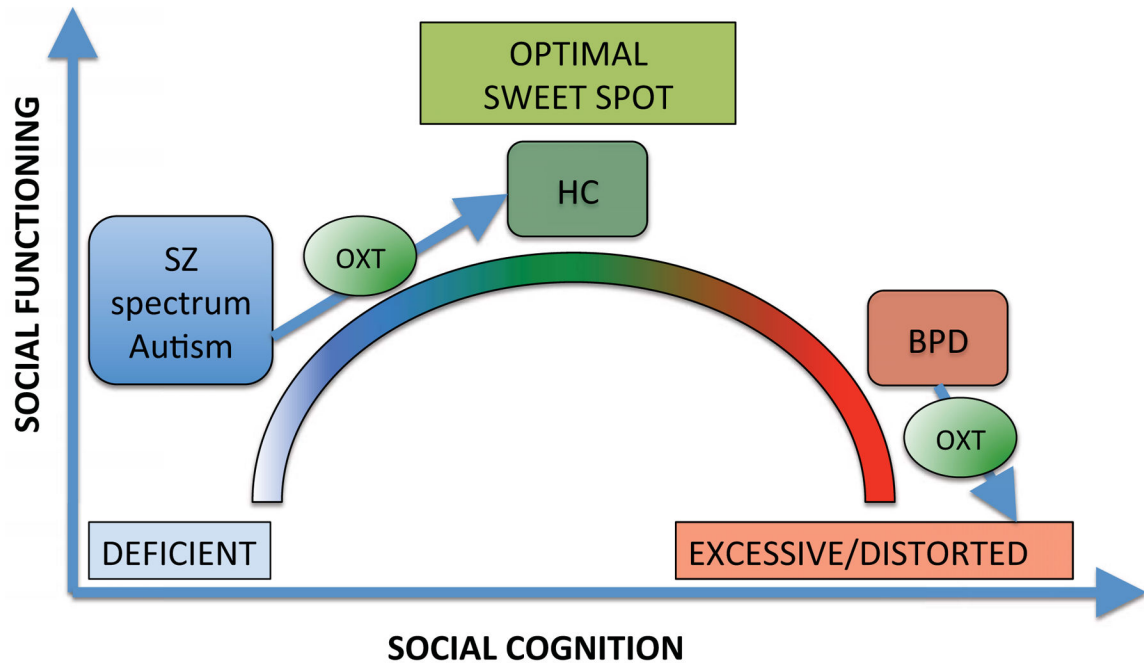 OPTIMAL
SWEET SPOT
HC
SZ
spectrum
Autism
OXT
BPD
OXT
DEFICIENT
EXCESSIVE/DISTORTED
SOCIAL FUNCTIONING
SOCIAL COGNITION